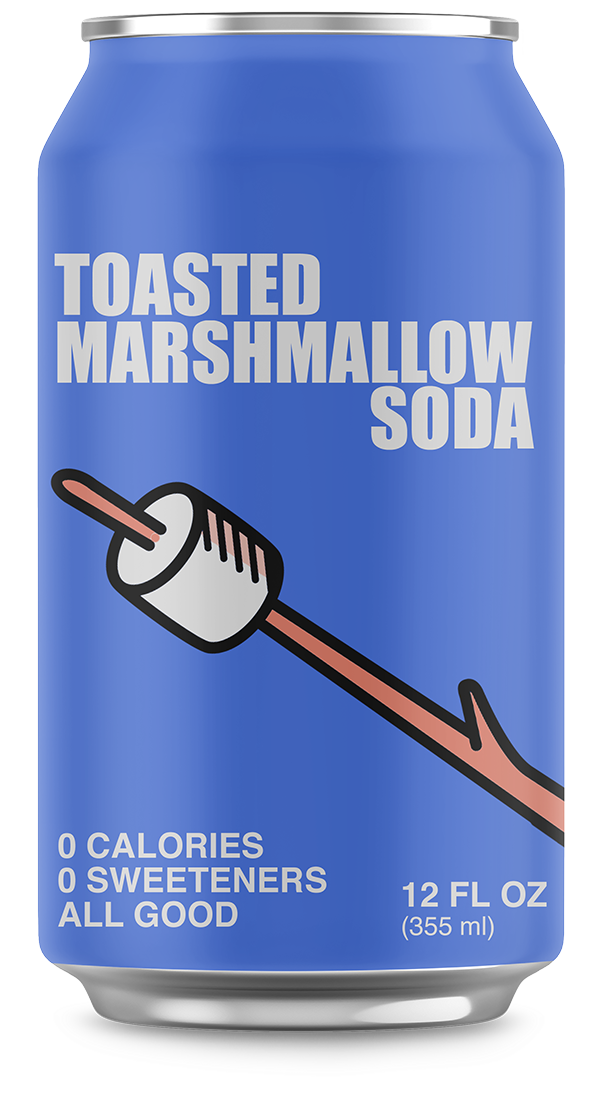 TOASTED
MARSHMALLOW
SODA
0 CALORIES
0 SWEETENERS
ALL GOOD
12 FL OZ
(355 ml)